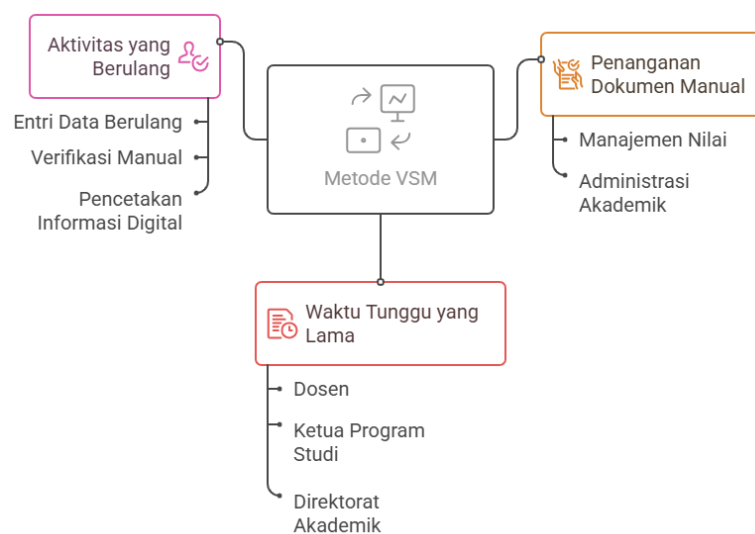 Aktivitas yang
Berulang
Entri Data Berulang
Verifikasi Manual
Pencetakan
Informasi Digital
Metode VSM
Penanganan
Dokumen Manual
Manajemen Nilai
Administrasi
Akademik
Waktu Tunggu yang
Lama
Dosen
Ketua Program
Studi
Direktorat
Akademik